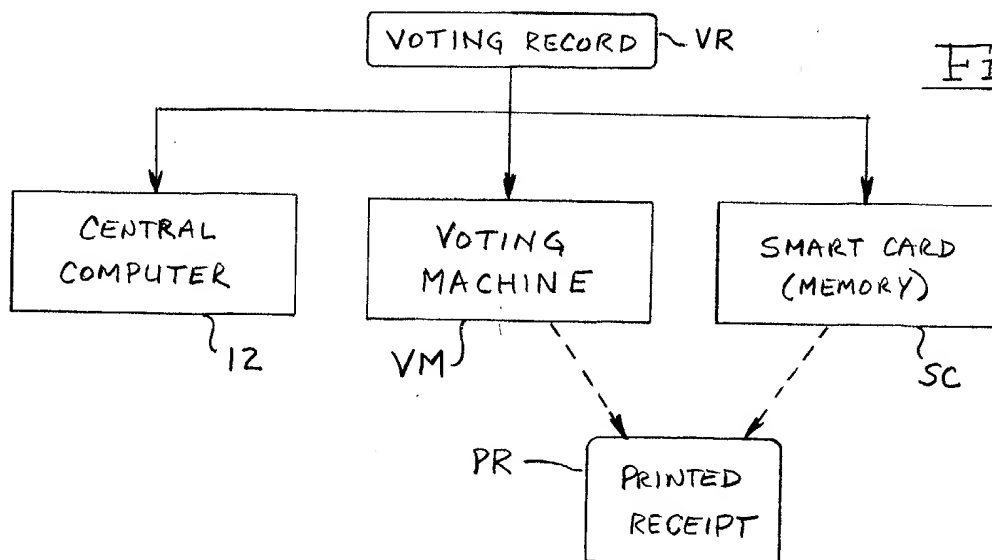 VOTING RECORD VR
CENTRAL
COMPUTER
12
VOTING
MACHINE
VM
SMART CARD
(MEMORY)
SC
PR
PRINTED
RECEIPT